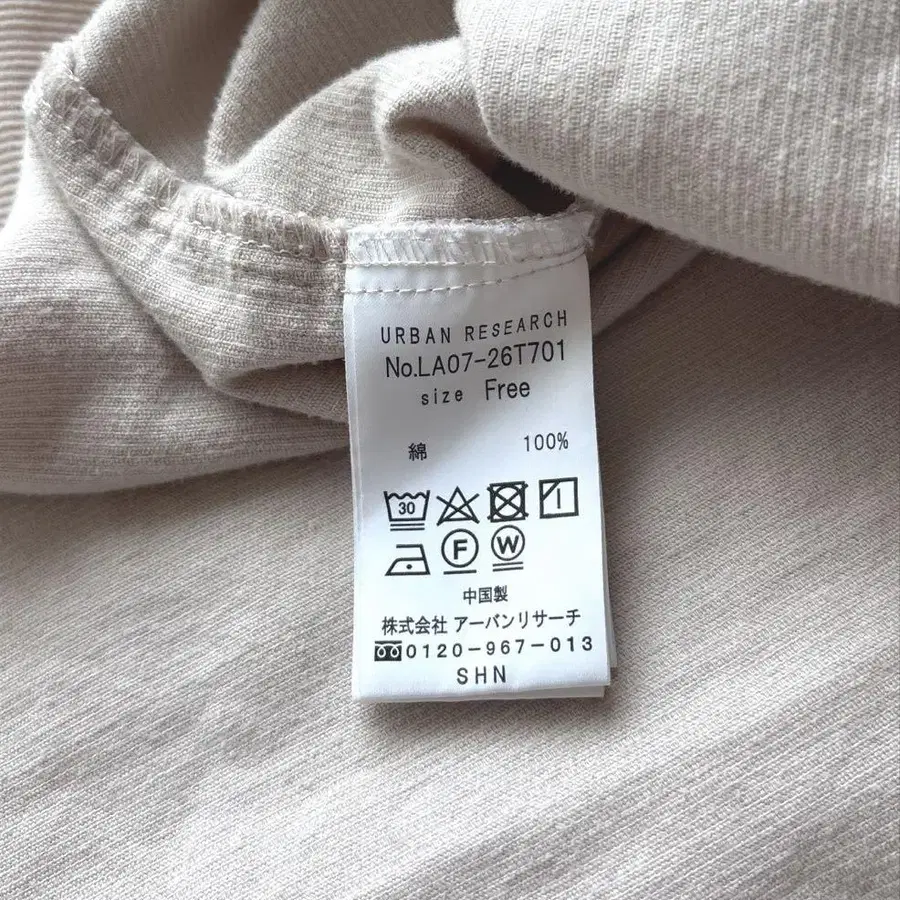 URBAN RESEARCH
No.LA07-26T701
size Free
綿 100%
30
F W
中国製
株式会社 アーバンリサーチ
0120-967-013
SHN